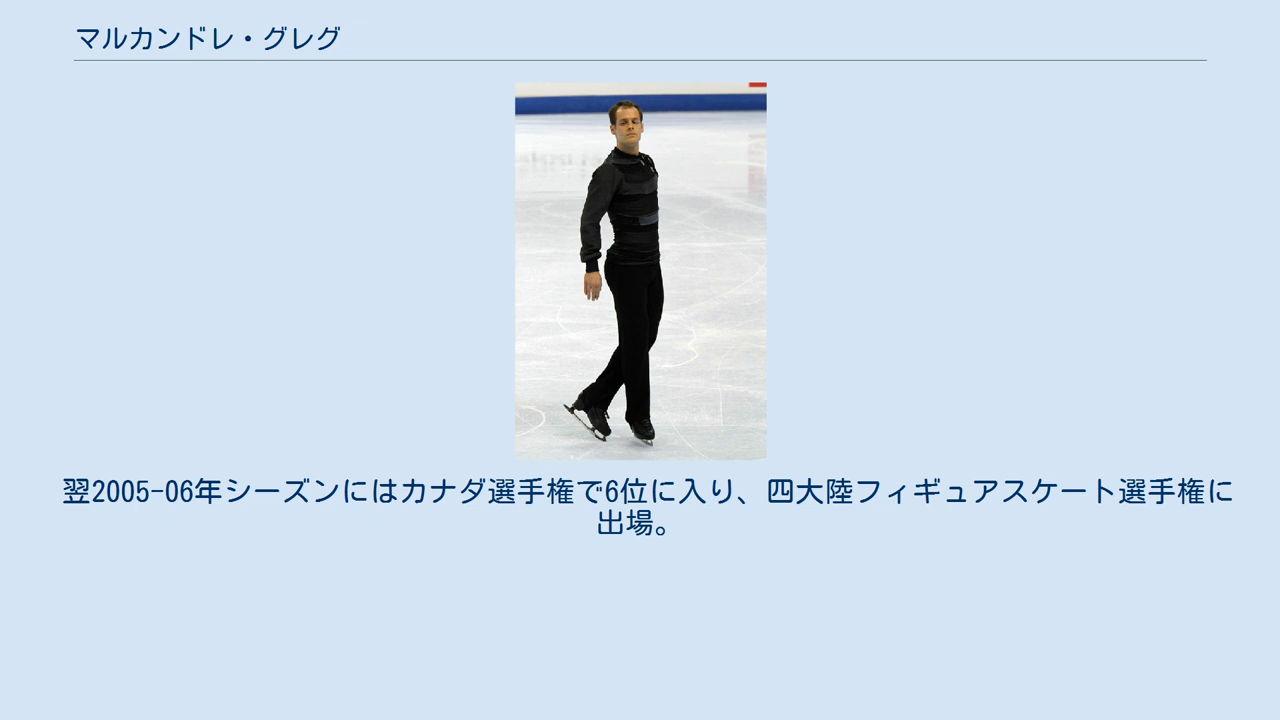 マルカンドレ・グレグ
翌2005-06年シーズンにはカナダ選手権で6位に入り、四大陸フィギュアスケート選手権に
出場。